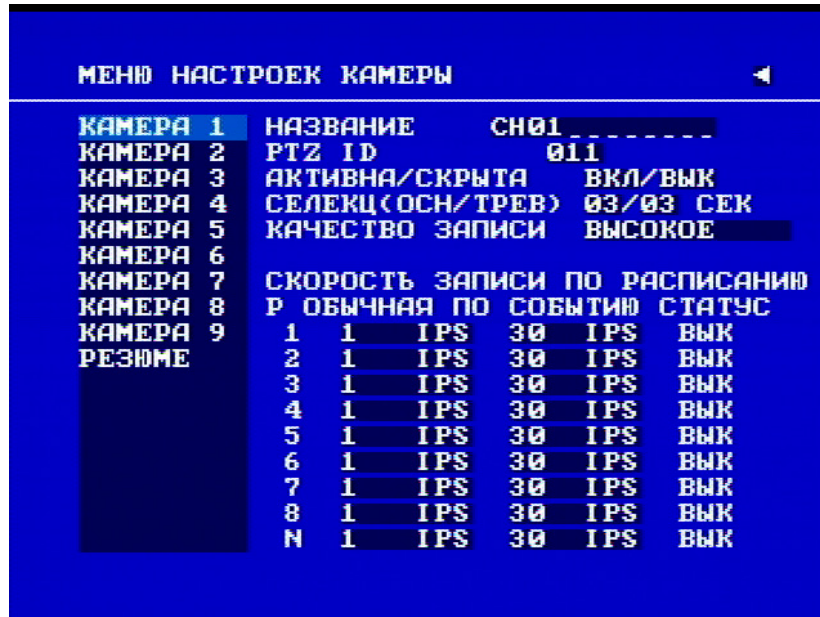 МЕНЮ НАСТРОЕК КАМЕРЫ
КАМЕРА 1 НАЗВАНИЕ CH01________
КАМЕРА 2 PTZ ID 011
КАМЕРА 3 АКТИВНА/СКРЫТА ВКЛ/ВЫК
КАМЕРА 4 СЕЛЕКЦ(ОСН/ТРЕВ) 03/03 СЕК
КАМЕРА 5 КАЧЕСТВО ЗАПИСИ ВЫСОКОЕ
КАМЕРА 6
КАМЕРА 7 СКОРОСТЬ ЗАПИСИ ПО РАСПИСАНИЮ
КАМЕРА 8 Р ОБЫЧНАЯ ПО СОБЫТИЮ СТАТУС
КАМЕРА 9 1 1 IPS 30 IPS ВЫК
РЕЗЮМЕ 2 1 IPS 30 IPS ВЫК
3 1 IPS 30 IPS ВЫК
4 1 IPS 30 IPS ВЫК
5 1 IPS 30 IPS ВЫК
6 1 IPS 30 IPS ВЫК
7 1 IPS 30 IPS ВЫК
8 1 IPS 30 IPS ВЫК
N 1 IPS 30 IPS ВЫК